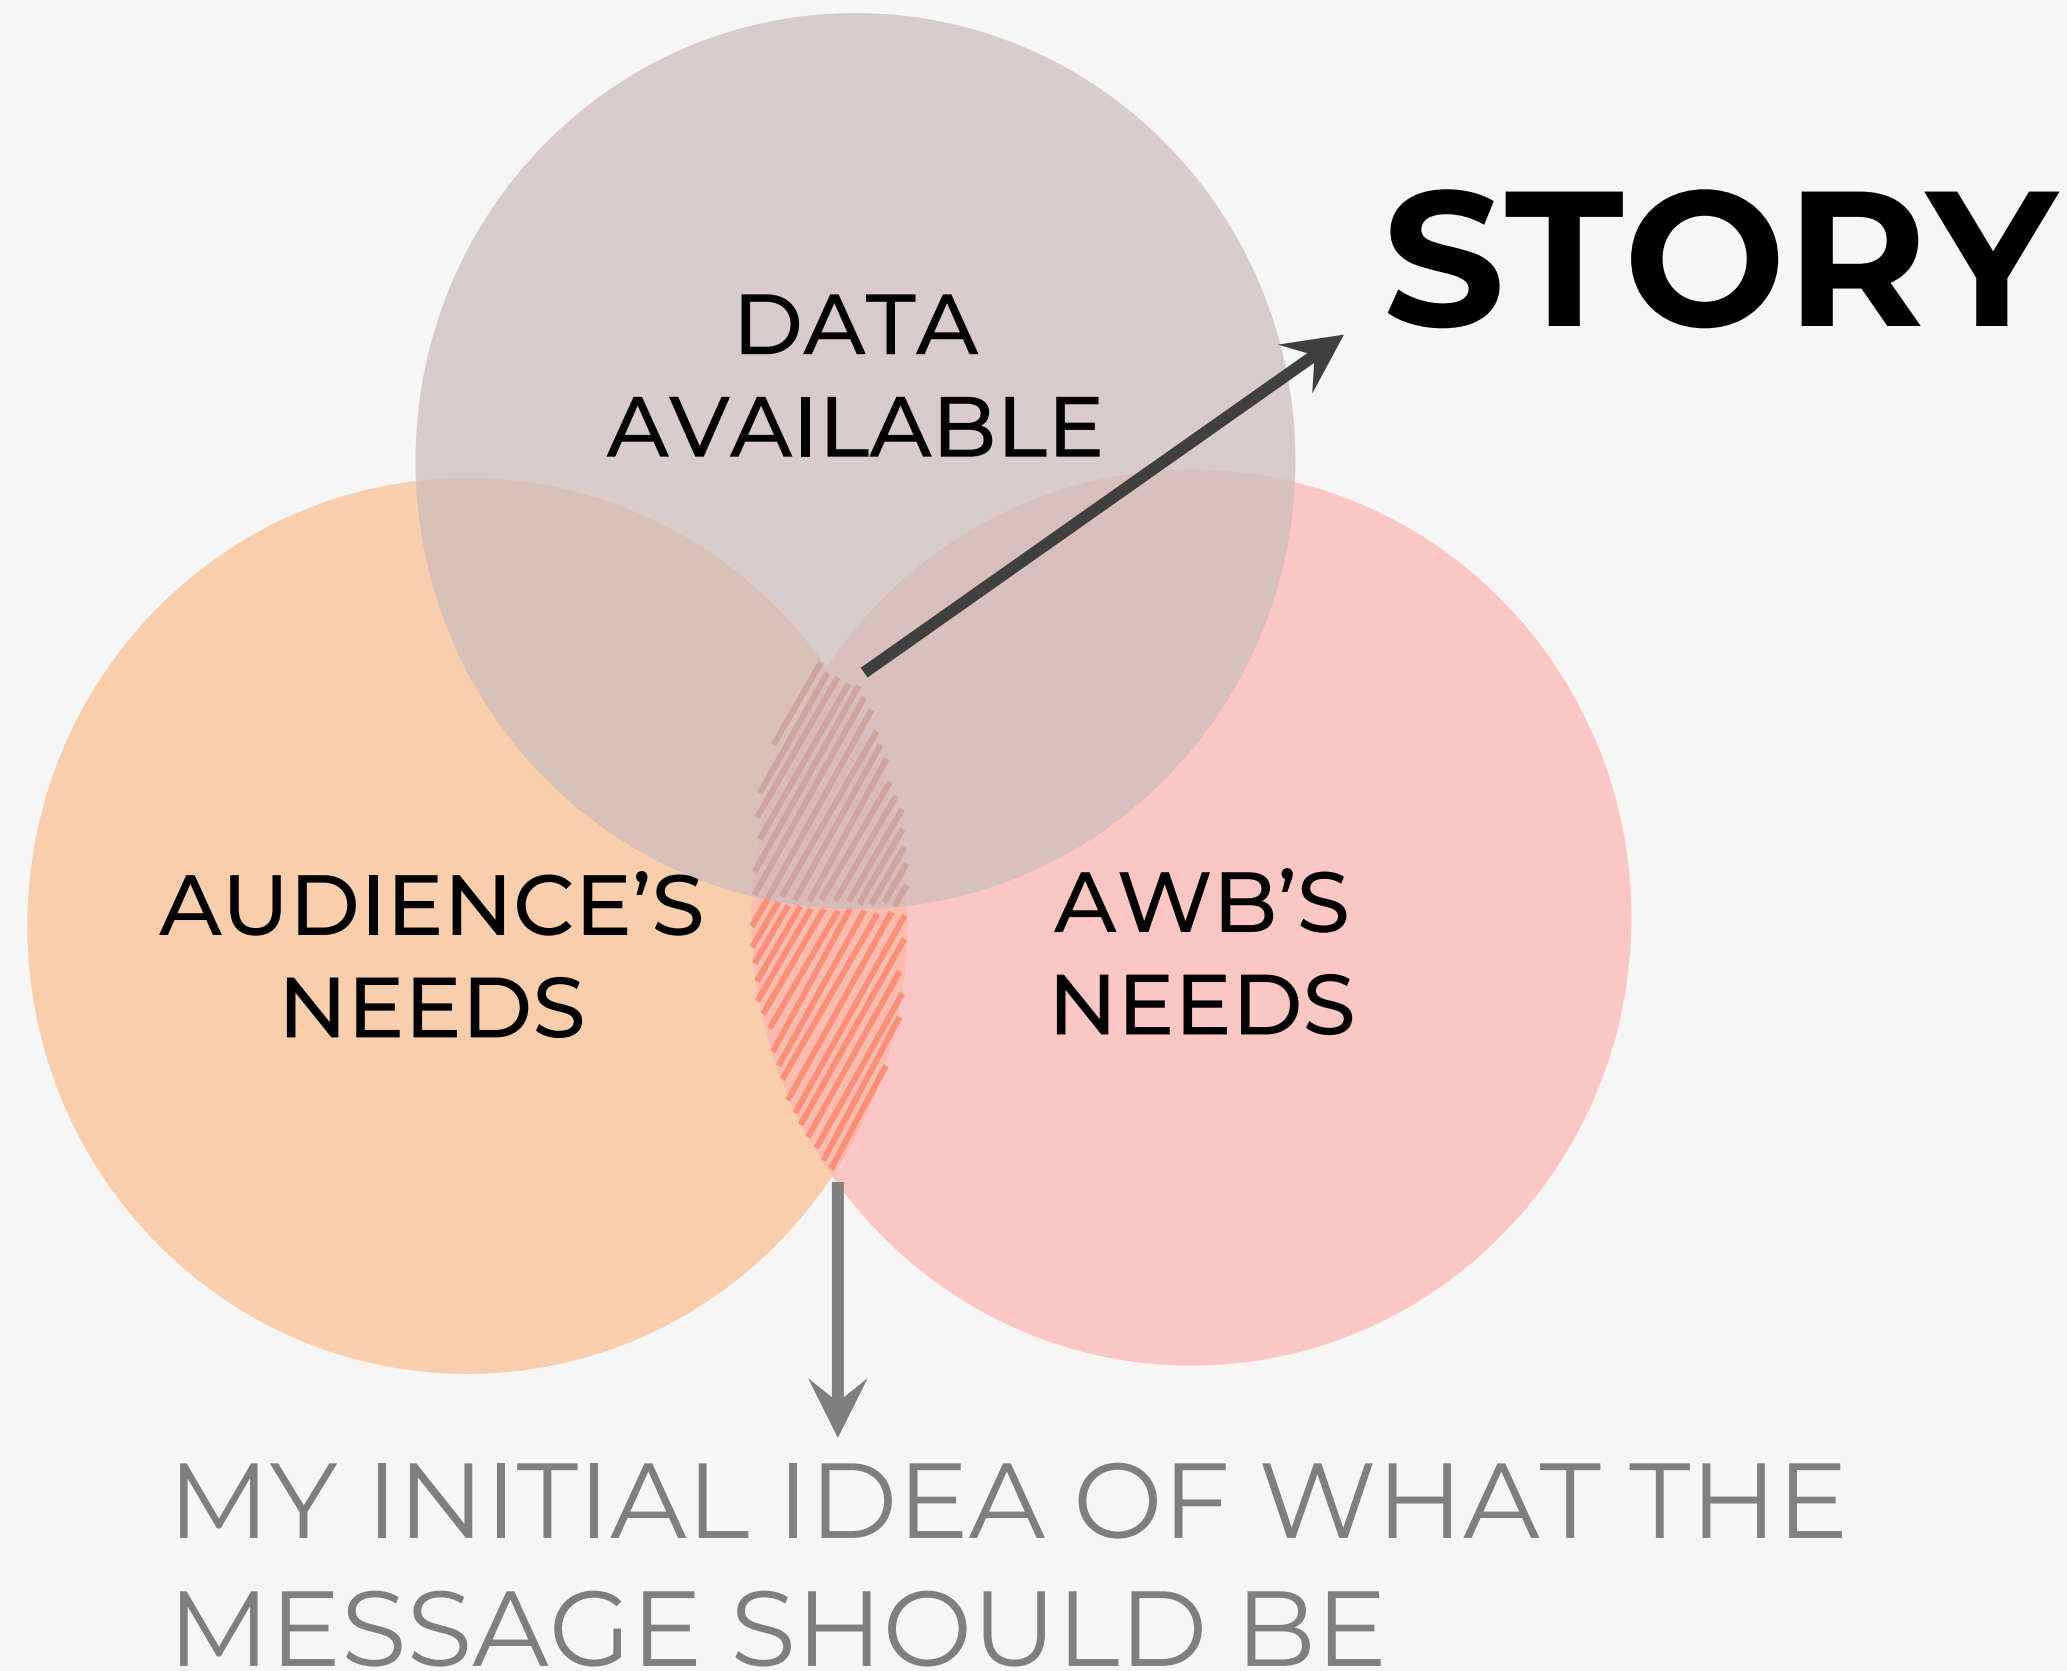 STORY
DATA
AVAILABLE
AUDIENCE’S
NEEDS
AWB’S
NEEDS
MY INITIAL IDEA OF WHAT THE
MESSAGE SHOULD BE